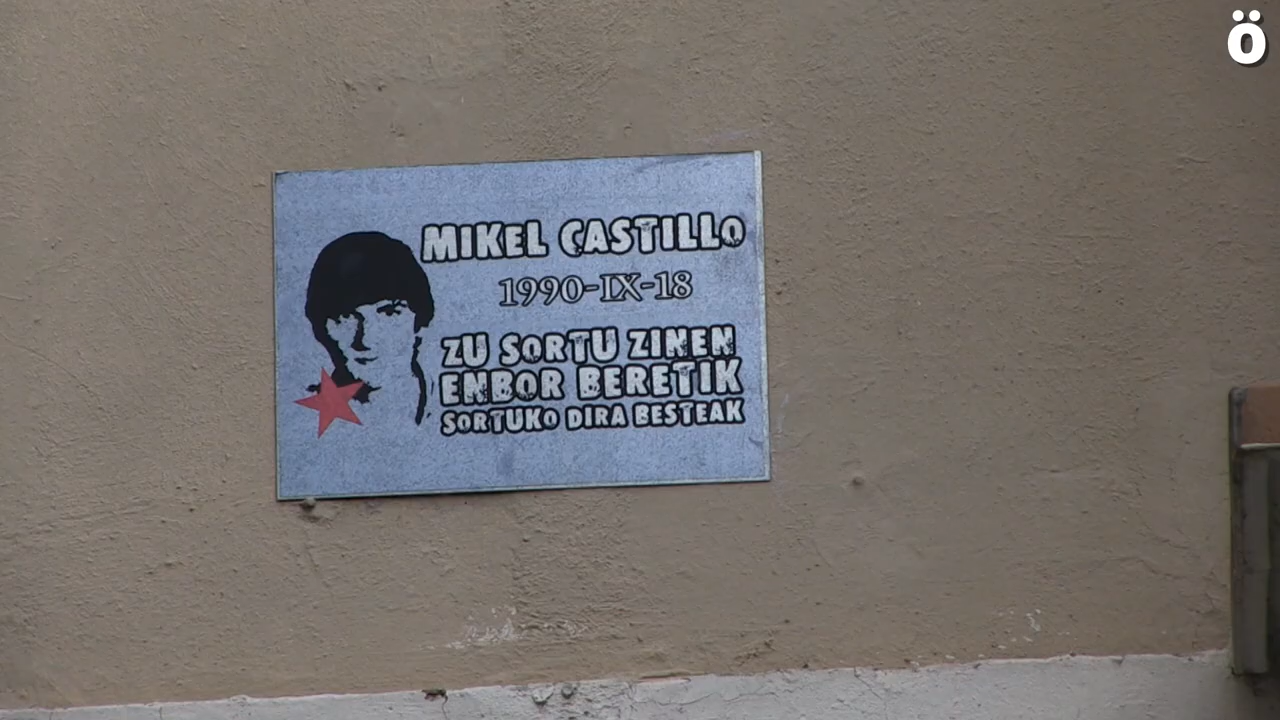 ö
MIKEL CASTILLO
1990-IX-18
ZU SORTU ZINEN
ENBOR BERETIK
SORTUKO DIRA BESTEAK